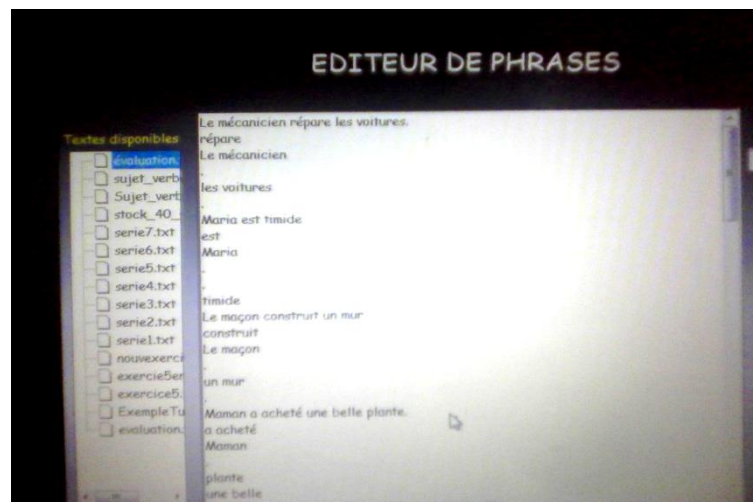 EDITEUR DE PHRASES
Textes disponibles
évaluation.
sujet_verb
Sujet_vert
stock_40_
serie7.txt
serie6.txt
serie5.txt
serie4.txt
serie3.txt
serie2.txt
serie1.txt
nouvexerci
exercie5er
exercice5.
ExempleTu
evaluation.
Le mécanicien répare les voitures.
répare
Le mécanicien
.
les voitures
.
Maria est timide
est
Maria
.
.
timide
Le maçon construit un mur
construit
Le maçon
.
un mur
.
Maman a acheté une belle plante.
a acheté
Maman
.
plante
une belle